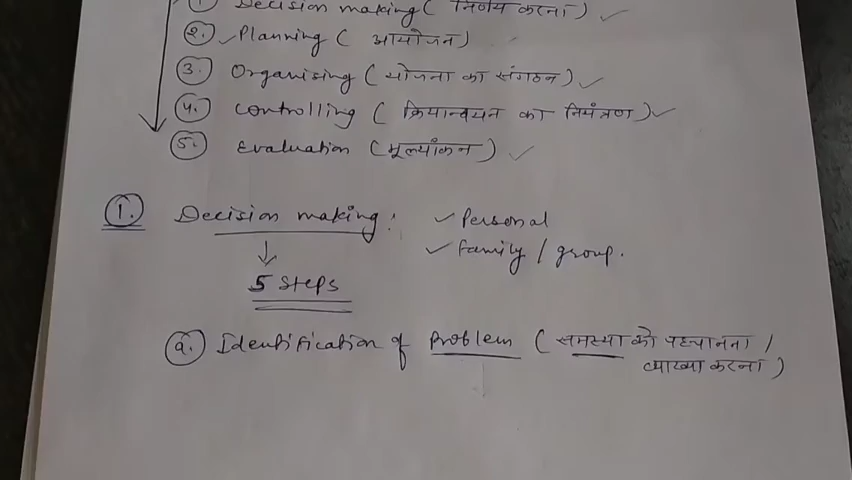 1. Decision making ( निर्णय करना )
2. Planning ( आयोजन )
3. Organising ( योजना का संगठन )
4. Controlling ( क्रियान्वयन का नियंत्रण )
5. Evaluation ( मूल्यांकन )
1. Decision making : Personal
Family / group.
5 Steps
a. Identification of Problem ( समस्या को पहचानना /
व्याख्या करना )